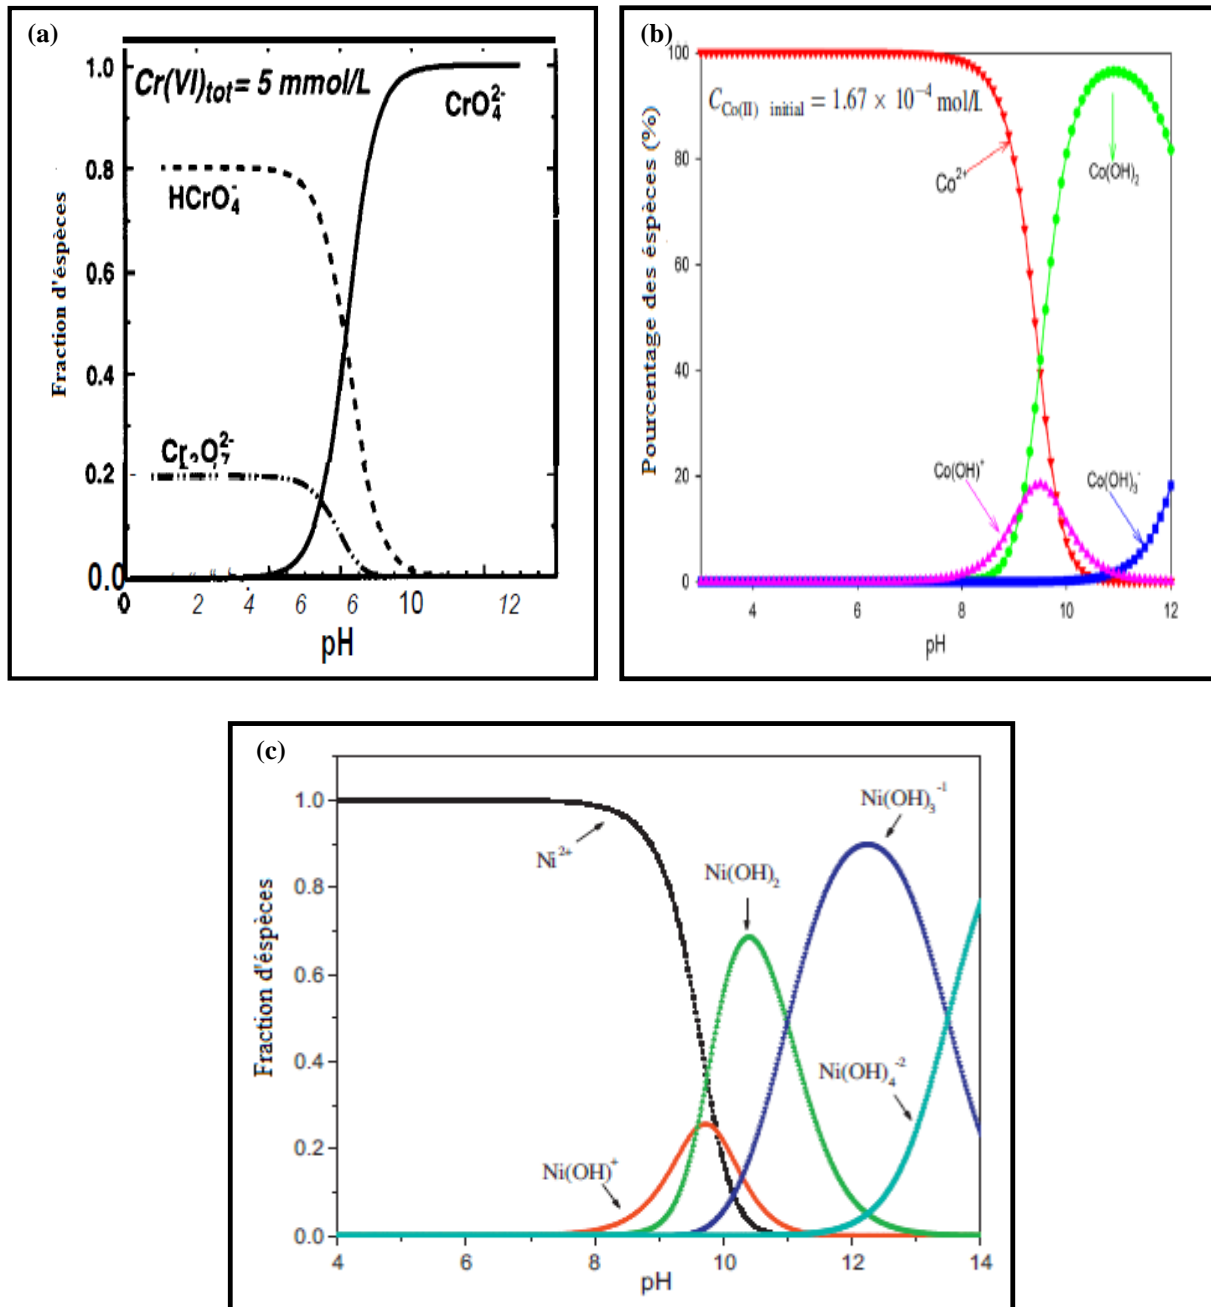 (a)
1.0
Cr(VI)tot= 5 mmol/L
CrO₄²⁻
0.8
HCrO₄⁻
0.6
0.4
Cr₂O₇²⁻
0.2
0.0
Fraction d'éspèces
0 2 4 6 6 10 12
pH
(b)
100
C Co(II) initial = 1.67 × 10⁻⁴ mol/L
Co²⁺
Co(OH)₂
80
60
40
Co(OH)⁺
Co(OH)₃⁻
20
0
Pourcentage des éspèces (%)
4 6 8 10 12
pH
(c)
1.0
Ni(OH)₃⁻¹
Ni²⁺
Ni(OH)₂
0.8
0.6
0.4
Ni(OH)₄⁻²
0.2
Ni(OH)⁺
0.0
Fraction d'éspèces
4 6 8 10 12 14
pH